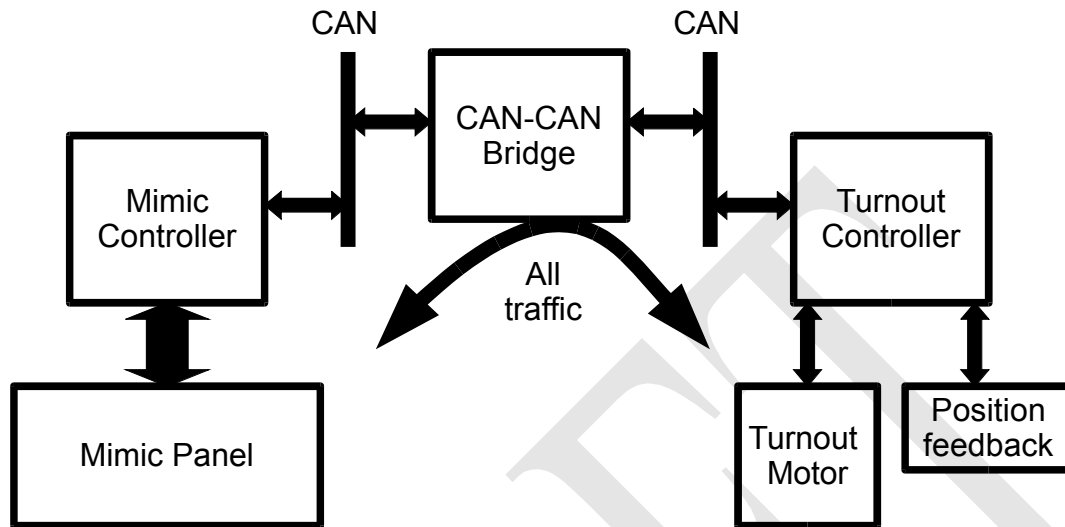 CAN
CAN
CAN-CAN
Bridge
Mimic
Controller
Turnout
Controller
All
traffic
Mimic Panel
Turnout
Motor
Position
feedback